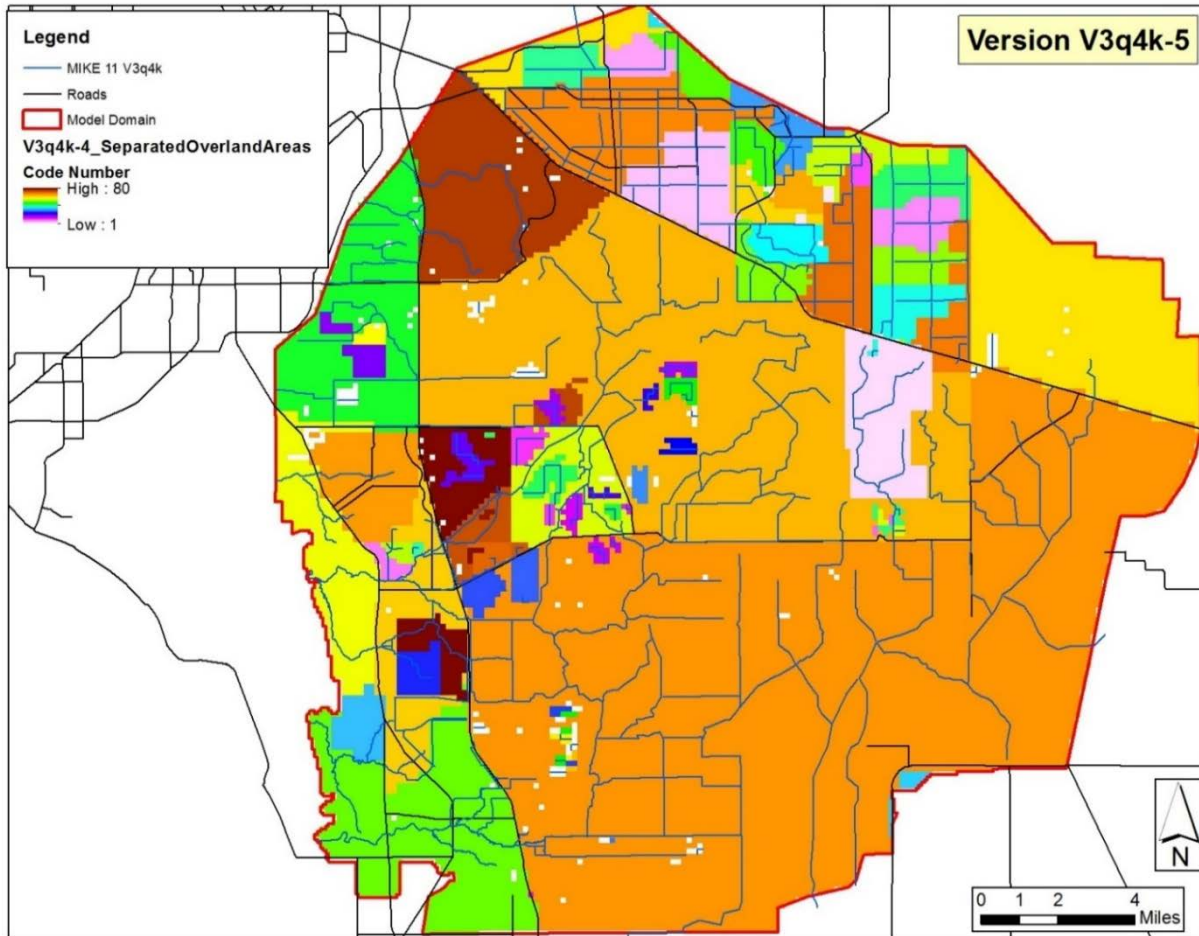 Legend
MIKE 11 V3q4k
Roads
Model Domain
V3q4k-4_SeparatedOverlandAreas
Code Number
High : 80
Low : 1
Version V3q4k-5
N
0 1 2 4
Miles